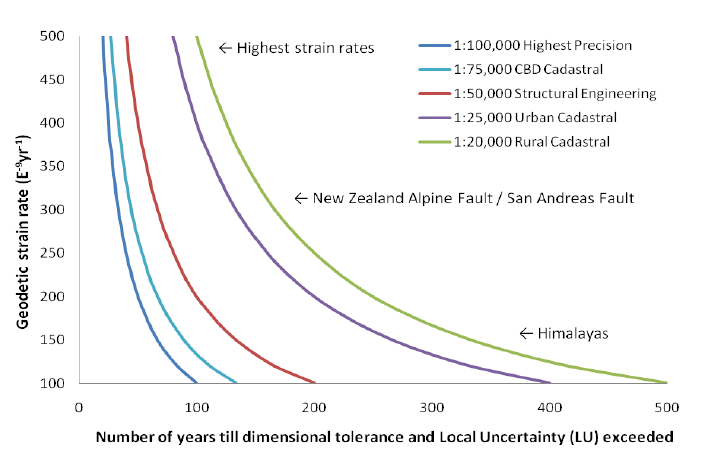 500
450
400
350
300
250
200
150
100
Geodetic strain rate (E⁻⁹yr⁻¹)
← Highest strain rates
1:100,000 Highest Precision
1:75,000 CBD Cadastral
1:50,000 Structural Engineering
1:25,000 Urban Cadastral
1:20,000 Rural Cadastral
← New Zealand Alpine Fault / San Andreas Fault
← Himalayas
0 100 200 300 400 500
Number of years till dimensional tolerance and Local Uncertainty (LU) exceeded